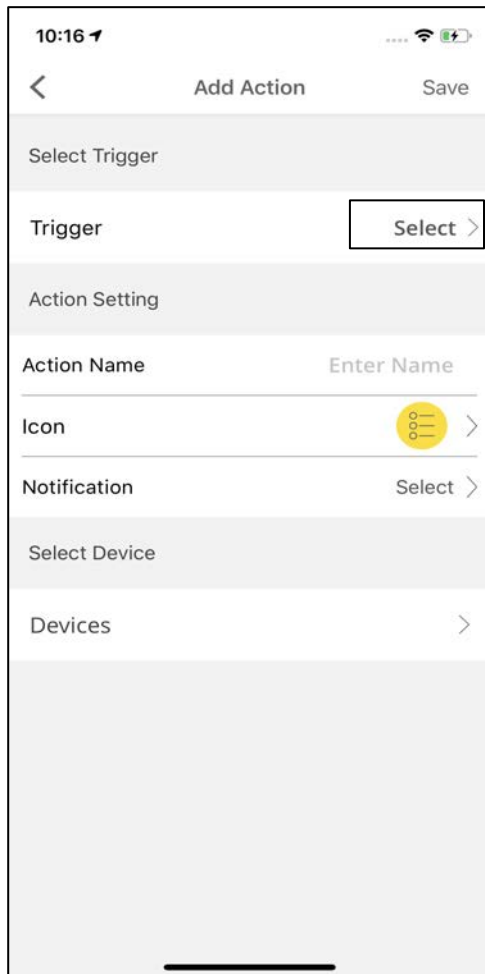 10:16
Add Action Save
Select Trigger
Trigger Select
Action Setting
Action Name Enter Name
Icon
Notification Select
Select Device
Devices